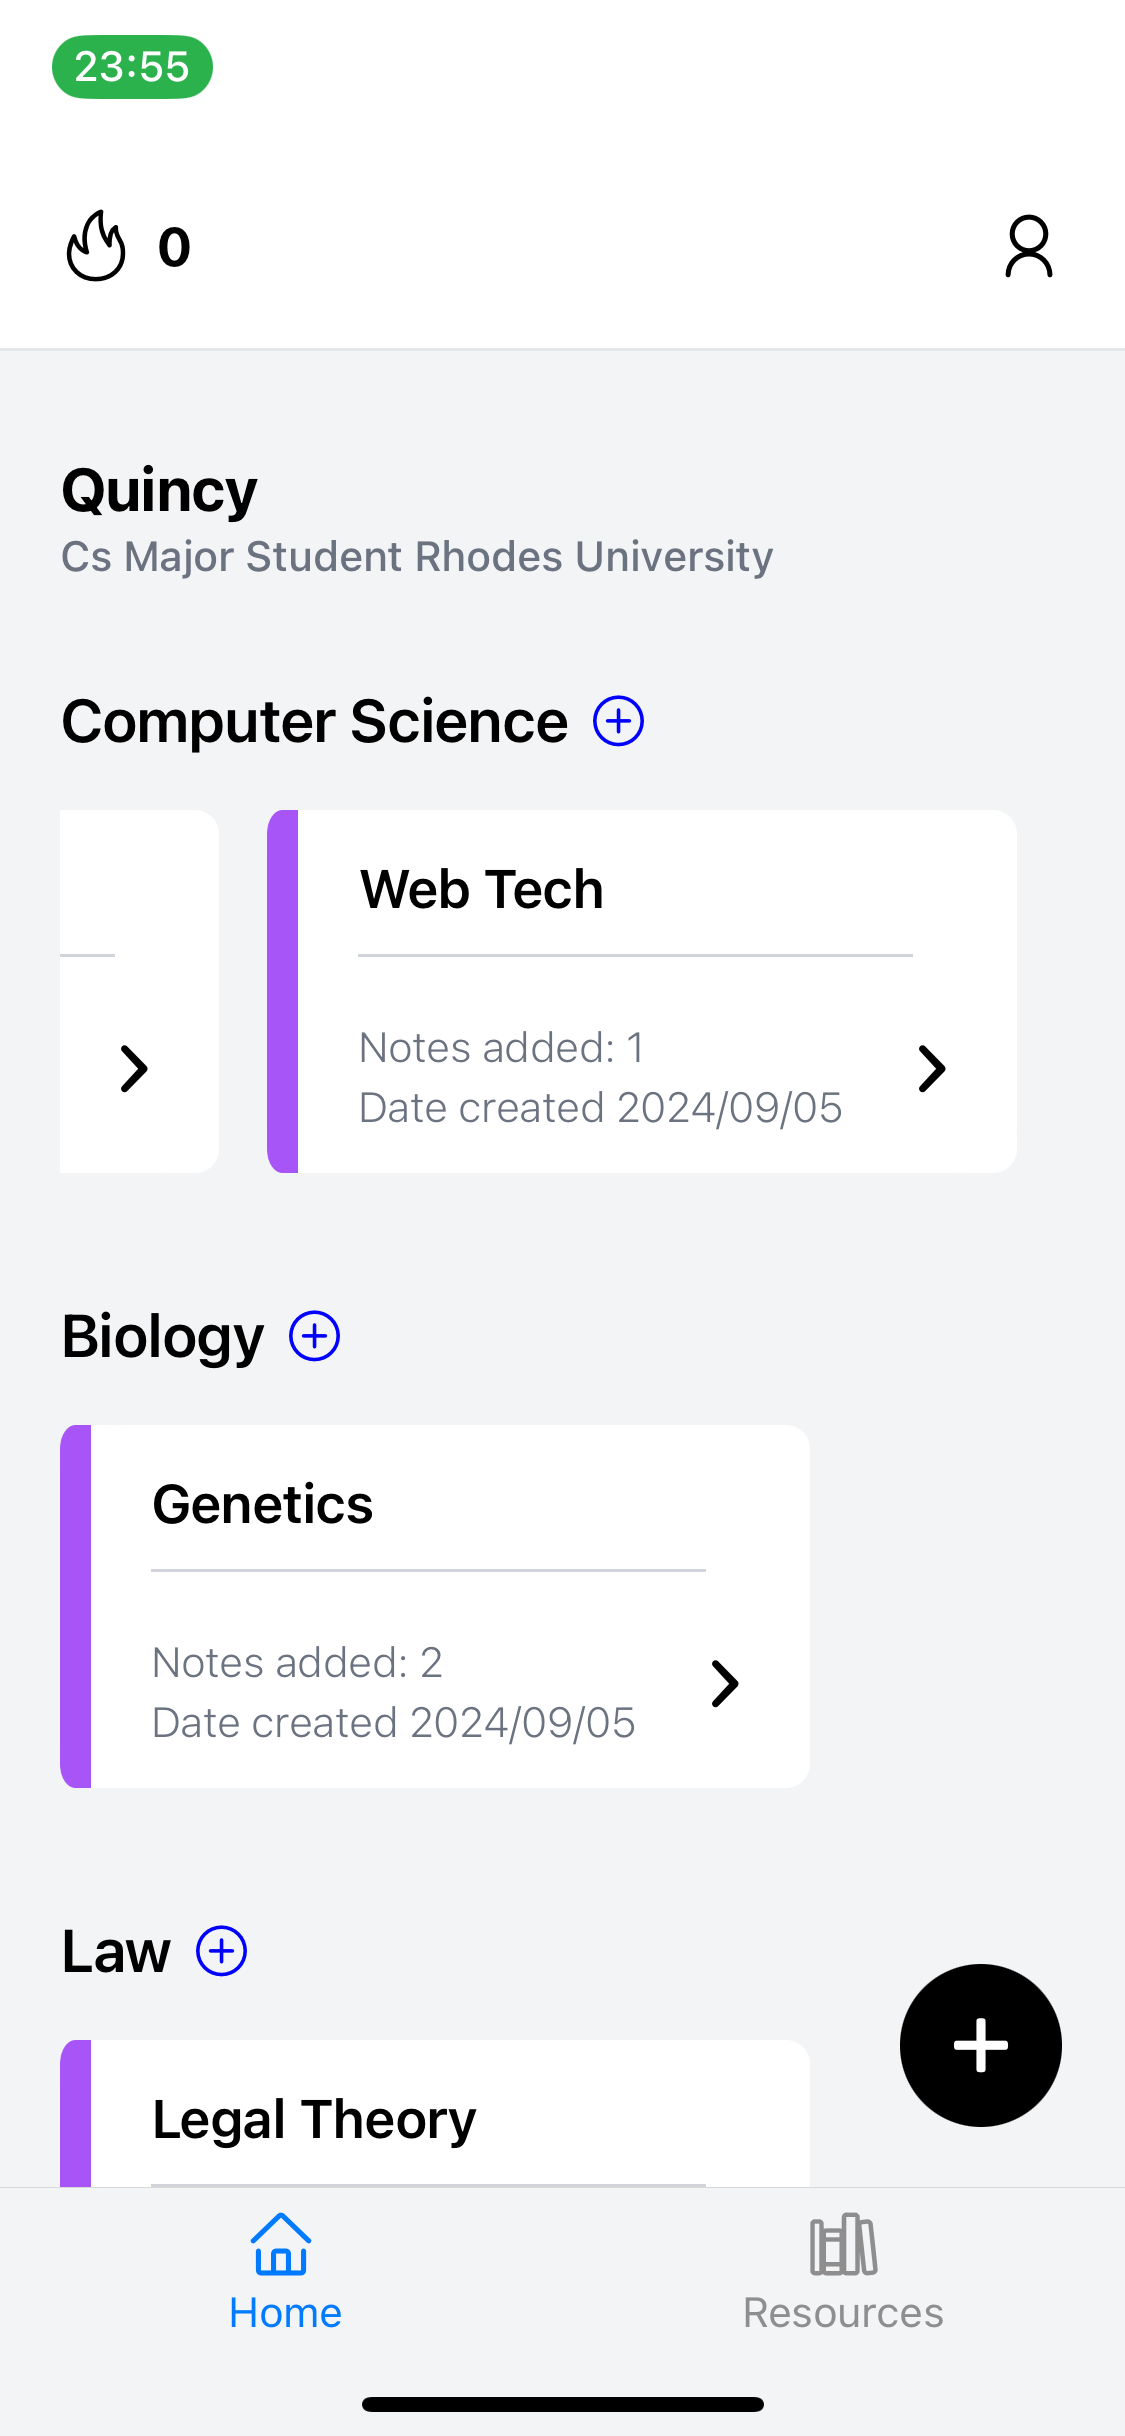 23:55
0
Quincy
Cs Major Student Rhodes University
Computer Science
Web Tech
Notes added: 1
Date created 2024/09/05
Biology
Genetics
Notes added: 2
Date created 2024/09/05
Law
Legal Theory
Home
Resources